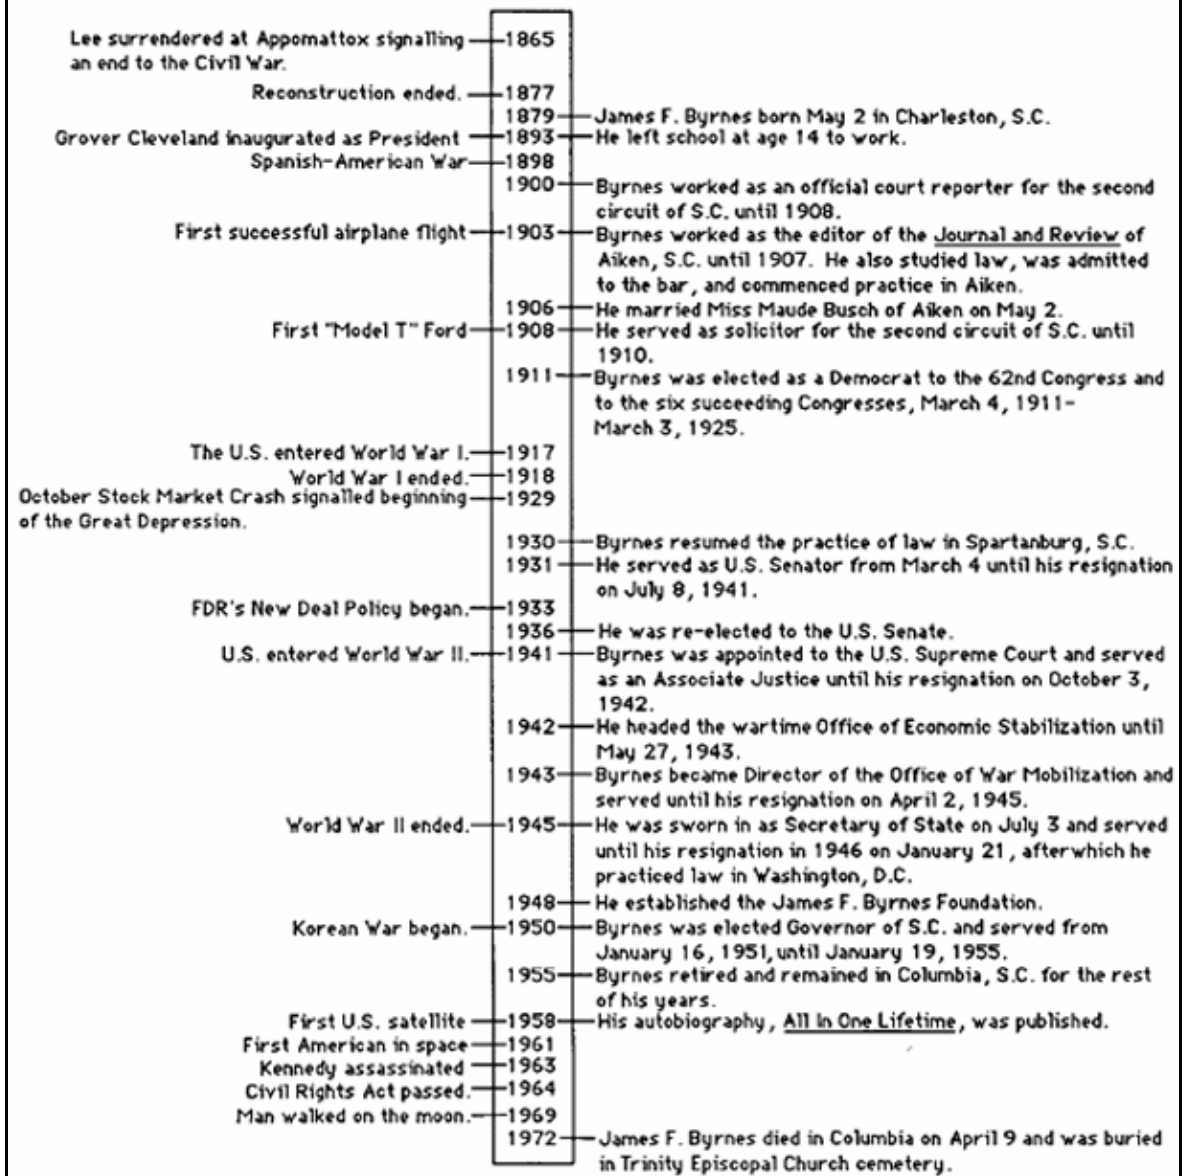 Lee surrendered at Appomattox signalling 1865
an end to the Civil War.
Reconstruction ended. 1877
1879 James F. Byrnes born May 2 in Charleston, S.C.
Grover Cleveland inaugurated as President 1893 He left school at age 14 to work.
Spanish-American War 1898
1900 Byrnes worked as an official court reporter for the second
circuit of S.C. until 1908.
First successful airplane flight 1903 Byrnes worked as the editor of the Journal and Review of
Aiken, S.C. until 1907. He also studied law, was admitted
to the bar, and commenced practice in Aiken.
1906 He married Miss Maude Busch of Aiken on May 2.
First "Model T" Ford 1908 He served as solicitor for the second circuit of S.C. until
1910.
1911 Byrnes was elected as a Democrat to the 62nd Congress and
to the six succeeding Congresses, March 4, 1911-
March 3, 1925.
The U.S. entered World War I. 1917
World War I ended. 1918
October Stock Market Crash signalled beginning 1929
of the Great Depression.
1930 Byrnes resumed the practice of law in Spartanburg, S.C.
1931 He served as U.S. Senator from March 4 until his resignation
on July 8, 1941.
FDR's New Deal Policy began. 1933
1936 He was re-elected to the U.S. Senate.
U.S. entered World War II. 1941 Byrnes was appointed to the U.S. Supreme Court and served
as an Associate Justice until his resignation on October 3,
1942.
1942 He headed the wartime Office of Economic Stabilization until
May 27, 1943.
1943 Byrnes became Director of the Office of War Mobilization and
served until his resignation on April 2, 1945.
World War II ended. 1945 He was sworn in as Secretary of State on July 3 and served
until his resignation in 1946 on January 21, afterwhich he
practiced law in Washington, D.C.
1948 He established the James F. Byrnes Foundation.
Korean War began. 1950 Byrnes was elected Governor of S.C. and served from
January 16, 1951, until January 19, 1955.
1955 Byrnes retired and remained in Columbia, S.C. for the rest
of his years.
First U.S. satellite 1958 His autobiography, All In One Lifetime, was published.
First American in space 1961
Kennedy assassinated 1963
Civil Rights Act passed. 1964
Man walked on the moon. 1969
1972 James F. Byrnes died in Columbia on April 9 and was buried
in Trinity Episcopal Church cemetery.